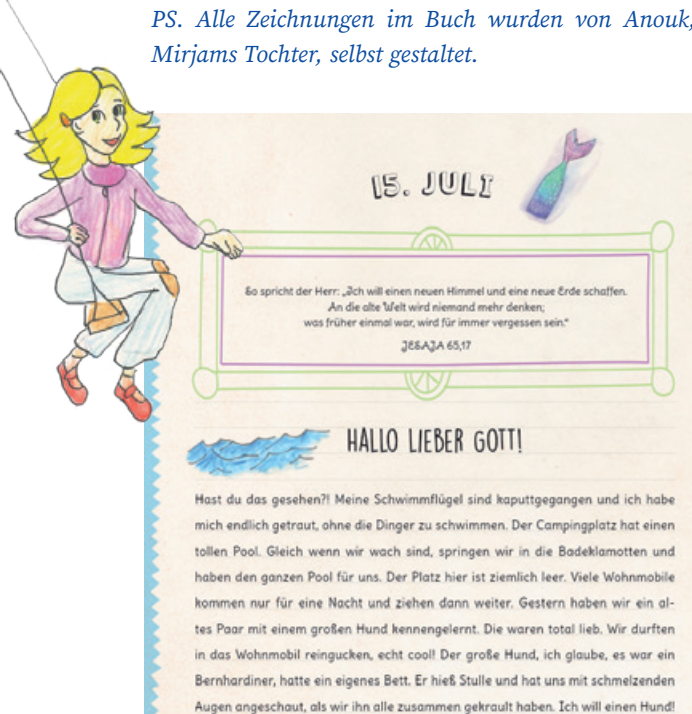 PS. Alle Zeichnungen im Buch wurden von Anouk,
Mirjams Tochter, selbst gestaltet.
15. JULI
So spricht der Herr: „Ich will einen neuen Himmel und eine neue Erde schaffen.
An die alte Welt wird niemand mehr denken;
was früher einmal war, wird für immer vergessen sein.“
JESAJA 65,17
HALLO LIEBER GOTT!
Hast du das gesehen?! Meine Schwimmflügel sind kaputtgegangen und ich habe
mich endlich getraut, ohne die Dinger zu schwimmen. Der Campingplatz hat einen
tollen Pool. Gleich wenn wir wach sind, springen wir in die Badeklamotten und
haben den ganzen Pool für uns. Der Platz hier ist ziemlich leer. Viele Wohnmobile
kommen nur für eine Nacht und ziehen dann weiter. Gestern haben wir ein al-
tes Paar mit einem großen Hund kennengelernt. Die waren total lieb. Wir durften
in das Wohnmobil reingucken, echt cool! Der große Hund, ich glaube, es war ein
Bernhardiner, hatte ein eigenes Bett. Er hieß Stulle und hat uns mit schmelzenden
Augen angeschaut, als wir ihn alle zusammen gekrault haben. Ich will einen Hund!